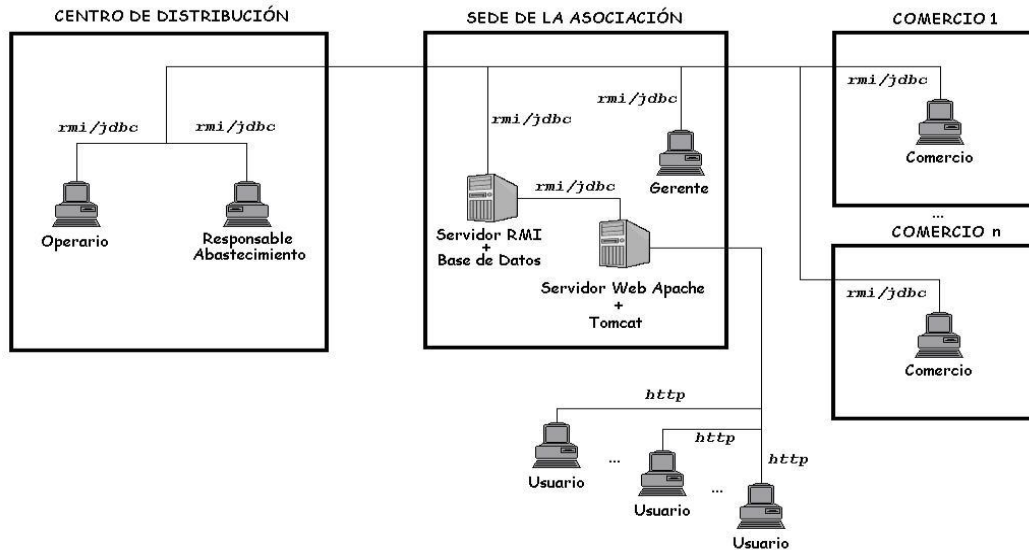 CENTRO DE DISTRIBUCIÓN
SEDE DE LA ASOCIACIÓN
COMERCIO 1
rmi/jdbc
rmi/jdbc
Operario
Responsable
Abastecimiento
rmi/jdbc
rmi/jdbc
Gerente
rmi/jdbc
Servidor RMI
+
Base de Datos
Servidor Web Apache
+
Tomcat
rmi/jdbc
Comercio
...
COMERCIO n
rmi/jdbc
Comercio
http
http
http
Usuario
...
Usuario
...
Usuario